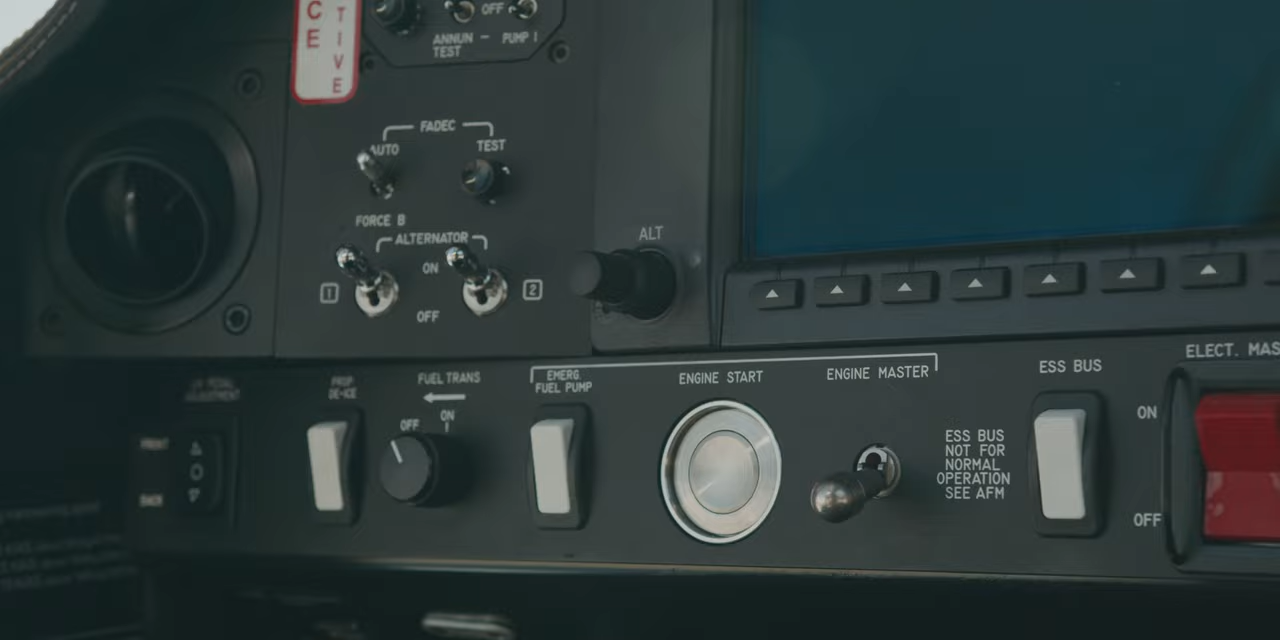 C
E
T
I
V
E
OFF
ANNUN - PUMP 1
TEST
FADEC
AUTO
TEST
FORCE B
ALTERNATOR
ON
1
2
OFF
ALT
PROP
DE-ICE
FUEL TRANS
OFF
ON
EMERG.
FUEL PUMP
ENGINE START
ENGINE MASTER
ESS BUS
NOT FOR
NORMAL
OPERATION
SEE AFM
ESS BUS
ELECT. MAS
ON
OFF
FRONT
BACK